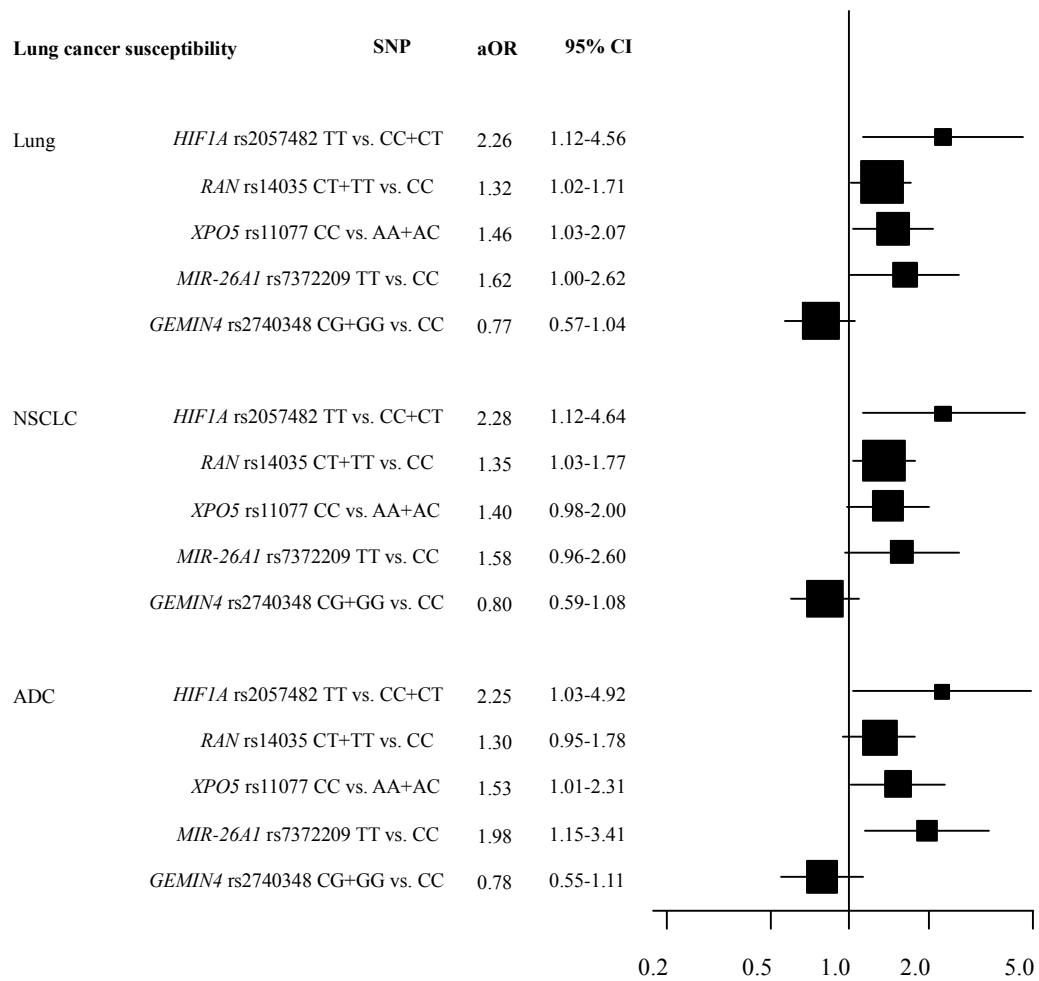 Lung cancer susceptibility SNP aOR 95% CI
Lung HIF1A rs2057482 TT vs. CC+CT 2.26 1.12-4.56
RAN rs14035 CT+TT vs. CC 1.32 1.02-1.71
XPO5 rs11077 CC vs. AA+AC 1.46 1.03-2.07
MIR-26A1 rs7372209 TT vs. CC 1.62 1.00-2.62
GEMIN4 rs2740348 CG+GG vs. CC 0.77 0.57-1.04
NSCLC HIF1A rs2057482 TT vs. CC+CT 2.28 1.12-4.64
RAN rs14035 CT+TT vs. CC 1.35 1.03-1.77
XPO5 rs11077 CC vs. AA+AC 1.40 0.98-2.00
MIR-26A1 rs7372209 TT vs. CC 1.58 0.96-2.60
GEMIN4 rs2740348 CG+GG vs. CC 0.80 0.59-1.08
ADC HIF1A rs2057482 TT vs. CC+CT 2.25 1.03-4.92
RAN rs14035 CT+TT vs. CC 1.30 0.95-1.78
XPO5 rs11077 CC vs. AA+AC 1.53 1.01-2.31
MIR-26A1 rs7372209 TT vs. CC 1.98 1.15-3.41
GEMIN4 rs2740348 CG+GG vs. CC 0.78 0.55-1.11
0.2 0.5 1.0 2.0 5.0